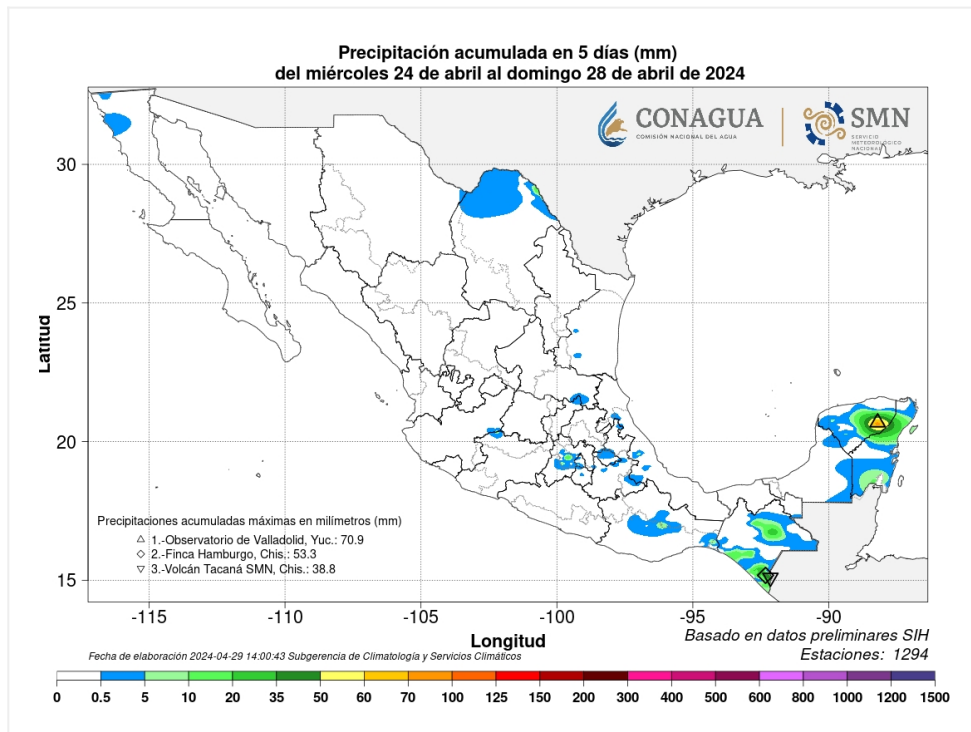 Precipitación acumulada en 5 días (mm)
del miércoles 24 de abril al domingo 28 de abril de 2024
CONAGUA
COMISIÓN NACIONAL DEL AGUA
SMN
SERVICIO
METEOROLÓGICO
NACIONAL
30
25
20
15
Latitud
Precipitaciones acumuladas máximas en milímetros (mm)
1.-Observatorio de Valladolid, Yuc.: 70.9
2.-Finca Hamburgo, Chis.: 53.3
3.-Volcán Tacaná SMN, Chis.: 38.8
-115 -110 -105 -100 -95 -90
Longitud
Basado en datos preliminares SIH
Estaciones: 1294
Fecha de elaboración 2024-04-29 14:00:43 Subgerencia de Climatología y Servicios Climáticos
0 0.5 5 10 20 35 50 60 70 100 125 150 200 300 400 500 600 800 1000 1200 1500